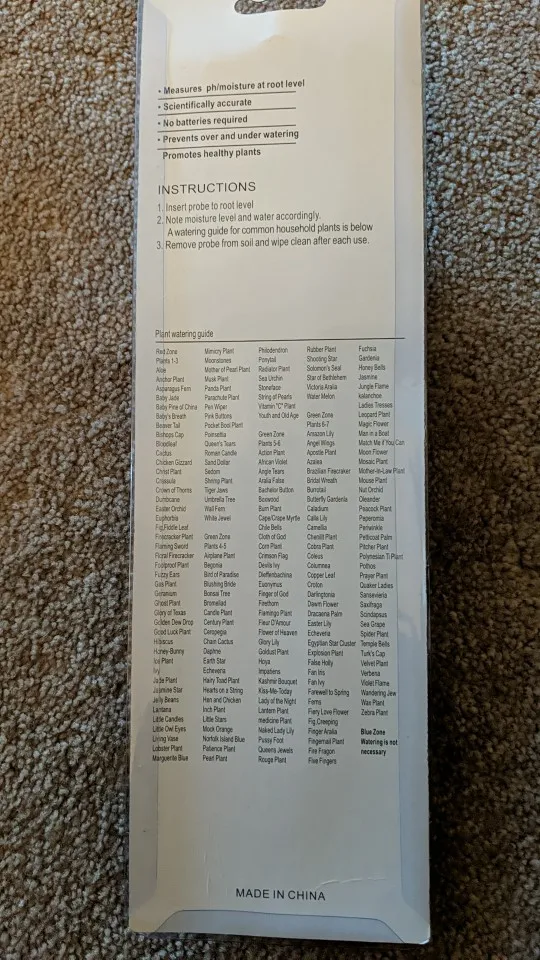 • Measures ph/moisture at root level
• Scientifically accurate
• No batteries required
• Prevents over and under watering
Promotes healthy plants
INSTRUCTIONS
1. Insert probe to root level
2. Note moisture level and water accordingly.
A watering guide for common household plants is below
3. Remove probe from soil and wipe clean after each use.
Plant watering guide
Red Zone
Plants 1-3
Aloe
Anchor Plant
Asparagus Fern
Baby Jade
Baby Pine of China
Baby's Breath
Beaver Tail
Bishops Cap
Bloodleaf
Cactus
Chicken Gizzard
Christ Plant
Crassula
Crown of Thorns
Dumbcane
Easter Orchid
Euphorbia
Fig,Fiddle Leaf
Firecracker Plant
Flaming Sword
Floral Firecracker
Foolproof Plant
Fuzzy Ears
Gas Plant
Geranium
Ghost Plant
Glory of Texas
Golden Dew Drop
Good Luck Plant
Hibiscus
Honey-Bunny
Ice Plant
Ivy
Jade Plant
Jasmine Star
Jelly Beans
Lantana
Little Candles
Little Owl Eyes
Living Vase
Lobster Plant
Marguerite Blue
Mimicry Plant
Moonstones
Mother of Pearl Plant
Musk Plant
Panda Plant
Parachute Plant
Pen Wiper
Pink Buttons
Pocket Boot Plant
Poinsettia
Queen's Tears
Roman Candle
Sand Dollar
Sedom
Shrimp Plant
Tiger Jaws
Umbrella Tree
Wall Fern
White Jewel
Green Zone
Plants 4-5
Airplane Plant
Begonia
Bird of Paradise
Blushing Bride
Bonsai Tree
Bromeliad
Candle Plant
Century Plant
Ceropegia
Chain Cactus
Daphne
Earth Star
Echeveria
Hairy Toad Plant
Hearts on a String
Hen and Chicken
Inch Plant
Little Stars
Mock Orange
Norfolk Island Blue
Patience Plant
Pearl Plant
Philodendron
Ponytail
Radiator Plant
Sea Urchin
Stoneface
String of Pearls
Vitamin "C" Plant
Youth and Old Age
Green Zone
Plants 5-6
Action Plant
African Violet
Angle Tears
Aralia False
Bachelor Button
Boxwood
Burn Plant
Cape/Crape Myrtle
Chile Bells
Cloth of God
Corn Plant
Crimson Flag
Devils Ivy
Dieffenbachina
Euonymus
Finger of God
Firethorn
Flamingo Plant
Fleur D'Amour
Flower of Heaven
Glory Lily
Goldust Plant
Hoya
Impatiens
Kashmir Bouquet
Kiss-Me-Today
Lady of the Night
Lantern Plant
medicine Plant
Naked Lady Lily
Pussy Foot
Queens Jewels
Rouge Plant
Rubber Plant
Shooting Star
Solomon's Seal
Star of Bethlehem
Victoria Aralia
Water Melon
Green Zone
Plants 6-7
Amazon Lily
Angel Wings
Apostle Plant
Azalea
Brazilian Firecraker
Bridal Wreath
Burrotail
Butterfly Gardenia
Caladium
Calle Lily
Camellia
Chenilli Plant
Cobra Plant
Coleus
Columnea
Copper Leaf
Croton
Darlingtonia
Dawm Flower
Dracaena Palm
Easter Lily
Echeveria
Egyptian Star Cluster
Explosion Plant
False Holly
Fan Iris
Fan Ivy
Farewell to Spring
Ferns
Fiery Love Flower
Fig,Creeping
Finger Aralia
Fingernail Plant
Fire Fragon
Five Fingers
Fuchsia
Gardenia
Honey Bells
Jasmine
Jungle Flame
kalanchoe
Ladies Tresses
Leopard Plant
Magic Flower
Man in a Boat
Match Me if You Can
Moon Flower
Mosaic Plant
Mother-in-Law Plant
Mouse Plant
Nut Orchid
Oleander
Peacock Plant
Peperomia
Periwinkle
Petticoat Palm
Pitcher Plant
Polynesian Ti Plant
Pothos
Prayer Plant
Quaker Ladies
Sansevieria
Saxifraga
Scindapsus
Sea Grape
Spider Plant
Temple Bells
Turk's Cap
Velvet Plant
Verbena
Violet Flame
Wandering Jew
Wax Plant
Zebra Plant
Blue Zone
Watering is not
necessary
MADE IN CHINA